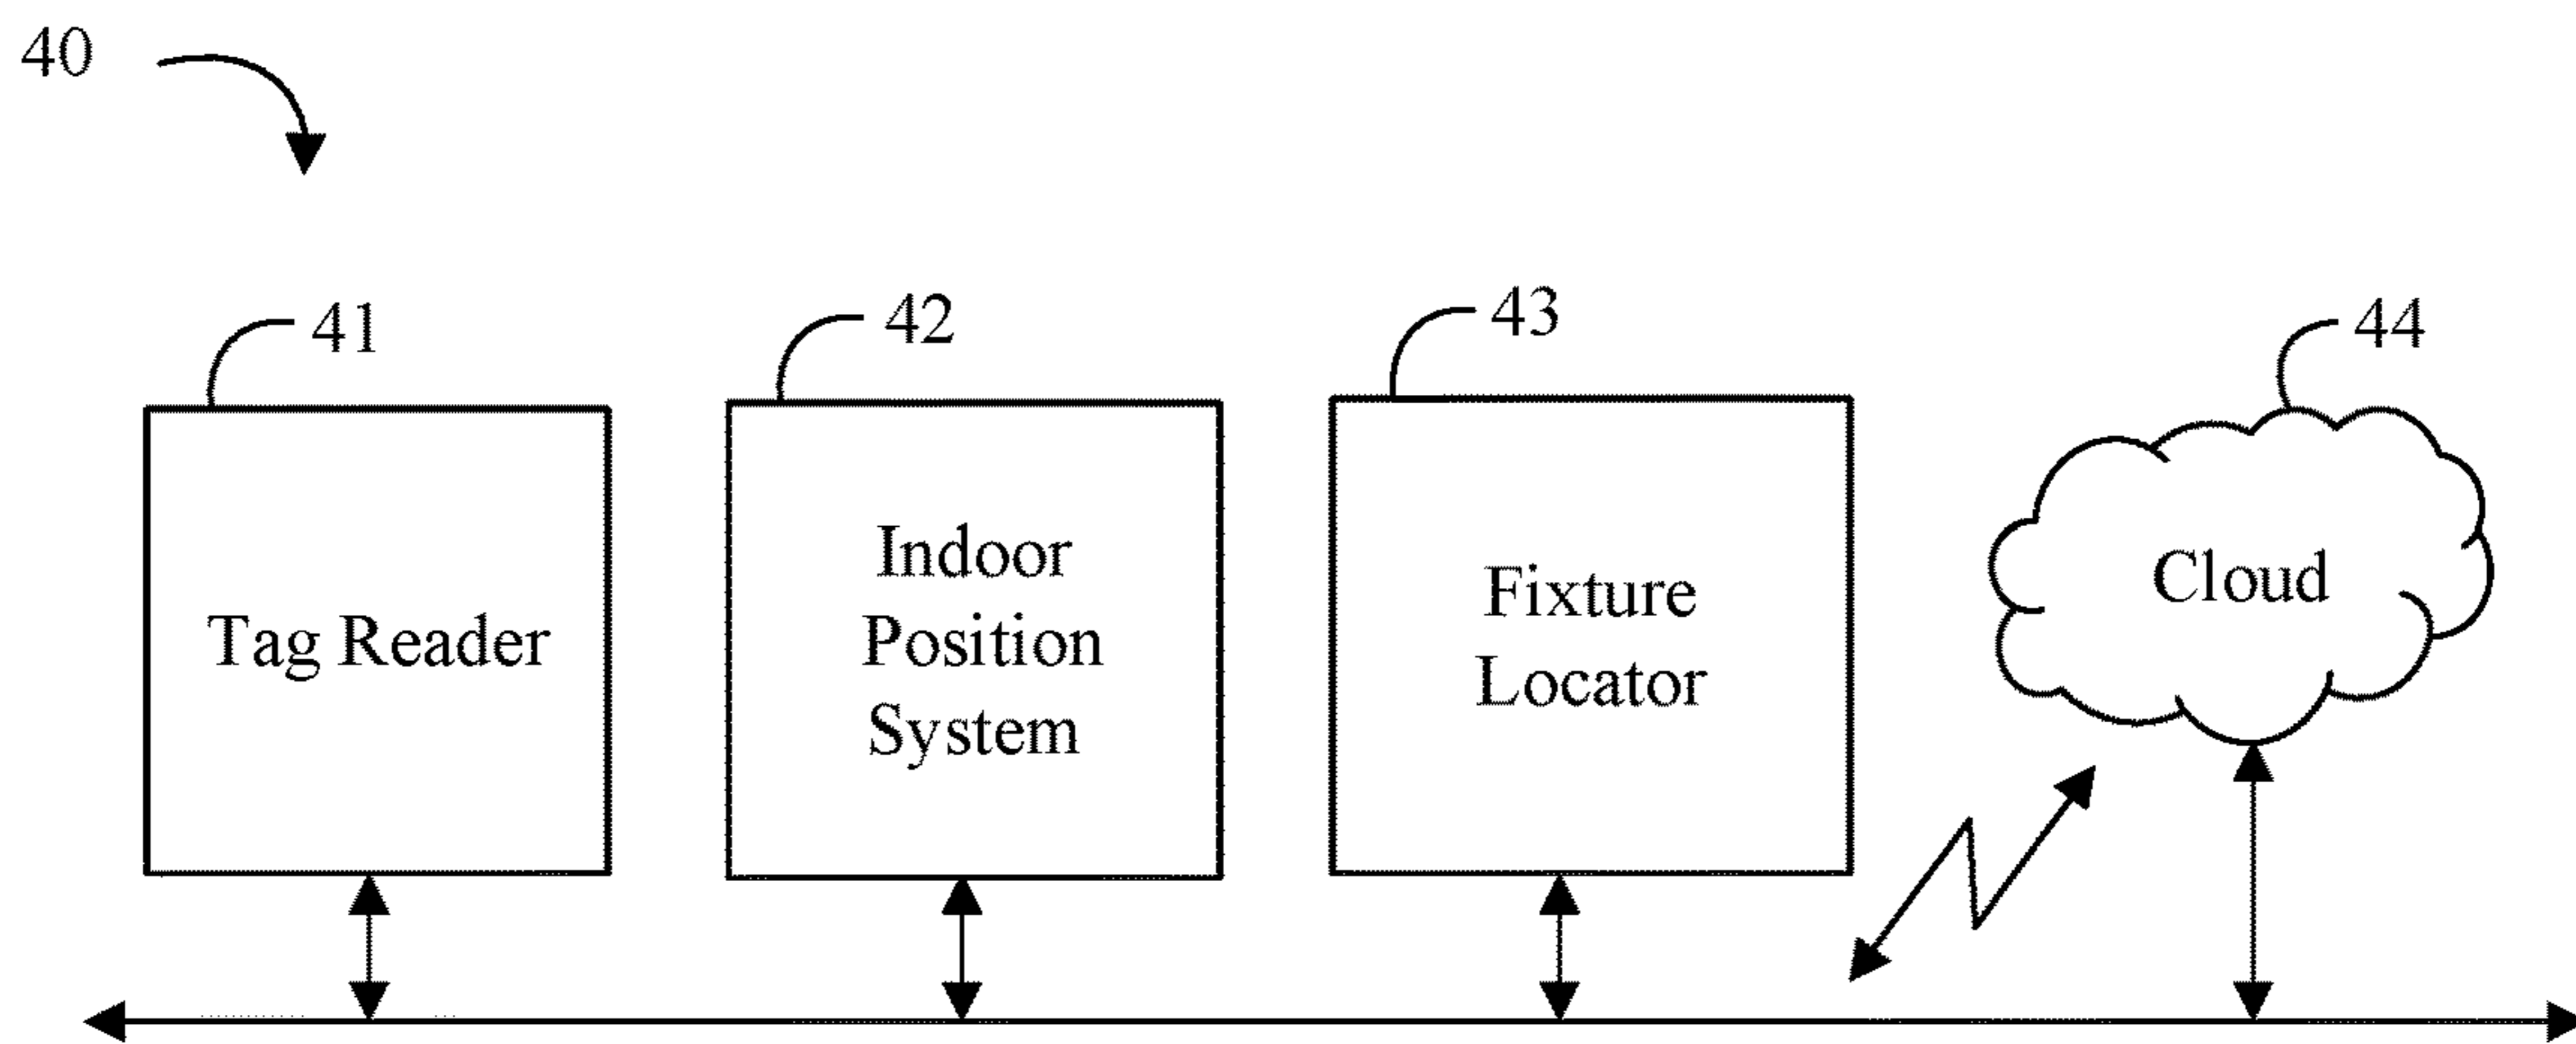 40
41
42
43
44
Tag Reader
Indoor
Position
System
Fixture
Locator
Cloud